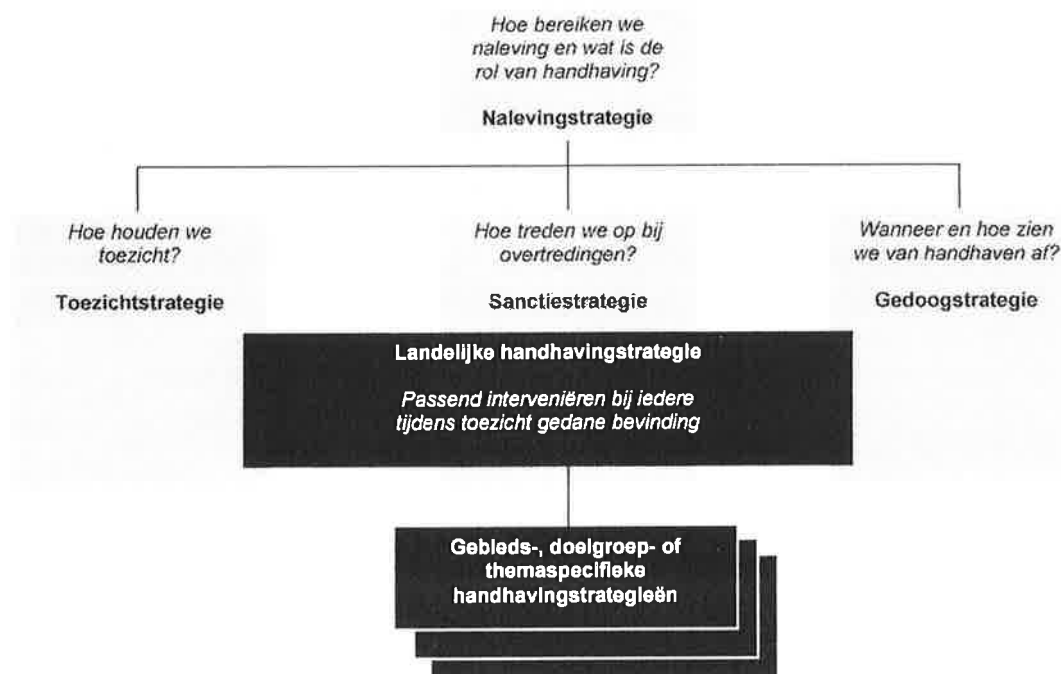 Hoe bereiken we
naleving en wat is de
rol van handhaving?
Nalevingstrategie
Hoe houden we
toezicht?
Toezichtstrategie
Hoe treden we op bij
overtredingen?
Sanctiestrategie
Wanneer en hoe zien
we van handhaven af?
Gedoogstrategie
Landelijke handhavingstrategie
Passend interveniëren bij iedere
tijdens toezicht gedane bevinding
Gebieds-, doelgroep- of
themaspecifieke
handhavingstrategieën